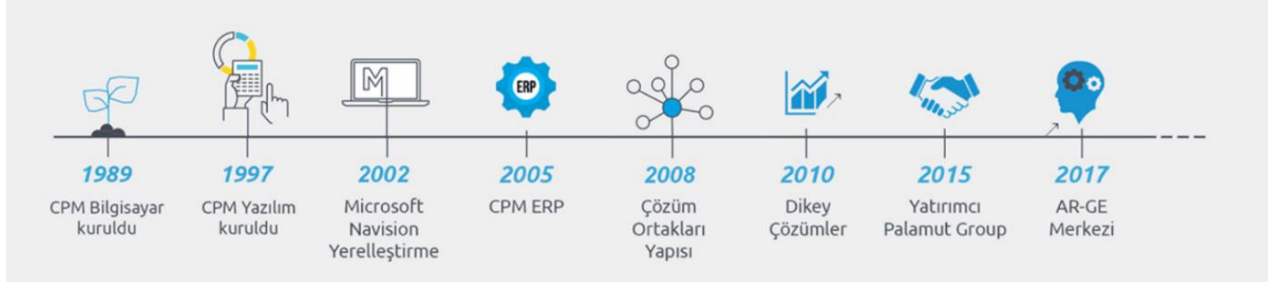 M
ERP
1989
CPM Bilgisayar
kuruldu
1997
CPM Yazılım
kuruldu
2002
Microsoft
Navision
Yerelleştirme
2005
CPM ERP
2008
Çözüm
Ortakları
Yapısı
2010
Dikey
Çözümler
2015
Yatırımcı
Palamut Group
2017
AR-GE
Merkezi